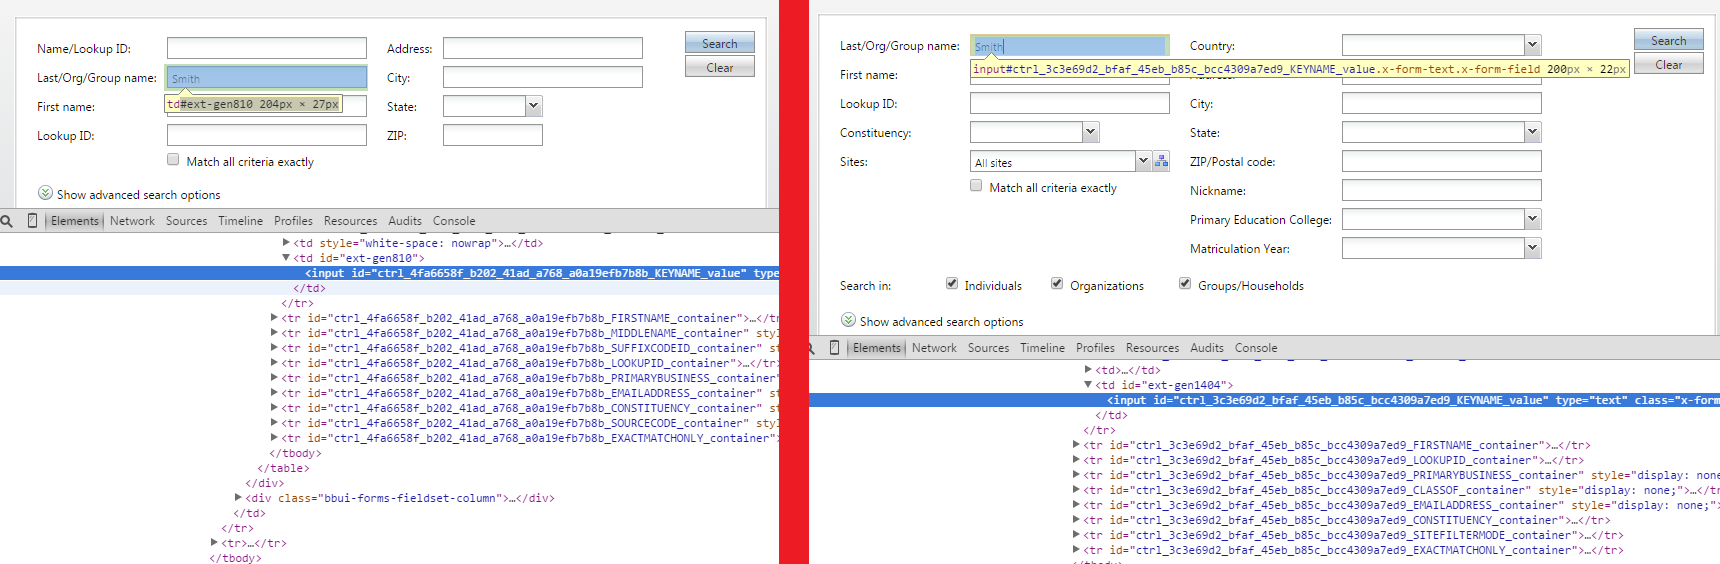 Name/Lookup ID:
Address:
Search
Last/Org/Group name:
Smith
City:
Clear
td#ext-gen810 204px × 27px
First name:
State:
Lookup ID:
ZIP:
Match all criteria exactly
Show advanced search options
Elements Network Sources Timeline Profiles Resources Audits Console
<td style="white-space: nowrap">…</td>
<td id="ext-gen810">
<input id="ctrl_4fa6658f_b202_41ad_a768_a0a19efb7b8b_KEYNAME_value" type
</td>
</tr>
<tr id="ctrl_4fa6658f_b202_41ad_a768_a0a19efb7b8b_FIRSTNAME_container">…</tr>
<tr id="ctrl_4fa6658f_b202_41ad_a768_a0a19efb7b8b_MIDDLENAME_container" styl
<tr id="ctrl_4fa6658f_b202_41ad_a768_a0a19efb7b8b_SUFFIXCODEID_container" st
<tr id="ctrl_4fa6658f_b202_41ad_a768_a0a19efb7b8b_LOOKUPID_container">…</tr>
<tr id="ctrl_4fa6658f_b202_41ad_a768_a0a19efb7b8b_PRIMARYBUSINESS_container"
<tr id="ctrl_4fa6658f_b202_41ad_a768_a0a19efb7b8b_EMAILADDRESS_container" st
<tr id="ctrl_4fa6658f_b202_41ad_a768_a0a19efb7b8b_CONSTITUENCY_container" st
<tr id="ctrl_4fa6658f_b202_41ad_a768_a0a19efb7b8b_SOURCECODE_container" styl
<tr id="ctrl_4fa6658f_b202_41ad_a768_a0a19efb7b8b_EXACTMATCHONLY_container">
</tbody>
</table>
</div>
<div class="bbui-forms-fieldset-column">…</div>
</td>
</tr>
<tr>…</tr>
</tbody>
Last/Org/Group name:
Smith
Country:
Search
input#ctrl_3c3e69d2_bfaf_45eb_b85c_bcc4309a7ed9_KEYNAME_value.x-form-text.x-form-field 200px × 22px
Clear
First name:
Lookup ID:
City:
Constituency:
State:
Sites:
All sites
ZIP/Postal code:
Match all criteria exactly
Nickname:
Primary Education College:
Matriculation Year:
Search in:
Individuals
Organizations
Groups/Households
Show advanced search options
Elements Network Sources Timeline Profiles Resources Audits Console
<td>…</td>
<td id="ext-gen1404">
<input id="ctrl_3c3e69d2_bfaf_45eb_b85c_bcc4309a7ed9_KEYNAME_value" type="text" class="x-form
</td>
</tr>
<tr id="ctrl_3c3e69d2_bfaf_45eb_b85c_bcc4309a7ed9_FIRSTNAME_container">…</tr>
<tr id="ctrl_3c3e69d2_bfaf_45eb_b85c_bcc4309a7ed9_LOOKUPID_container">…</tr>
<tr id="ctrl_3c3e69d2_bfaf_45eb_b85c_bcc4309a7ed9_PRIMARYBUSINESS_container" style="display: none
<tr id="ctrl_3c3e69d2_bfaf_45eb_b85c_bcc4309a7ed9_CLASSOF_container" style="display: none;">…</tr
<tr id="ctrl_3c3e69d2_bfaf_45eb_b85c_bcc4309a7ed9_EMAILADDRESS_container" style="display: none;">
<tr id="ctrl_3c3e69d2_bfaf_45eb_b85c_bcc4309a7ed9_CONSTITUENCY_container">…</tr>
<tr id="ctrl_3c3e69d2_bfaf_45eb_b85c_bcc4309a7ed9_SITEFILTERMODE_container">…</tr>
<tr id="ctrl_3c3e69d2_bfaf_45eb_b85c_bcc4309a7ed9_EXACTMATCHONLY_container">…</tr>